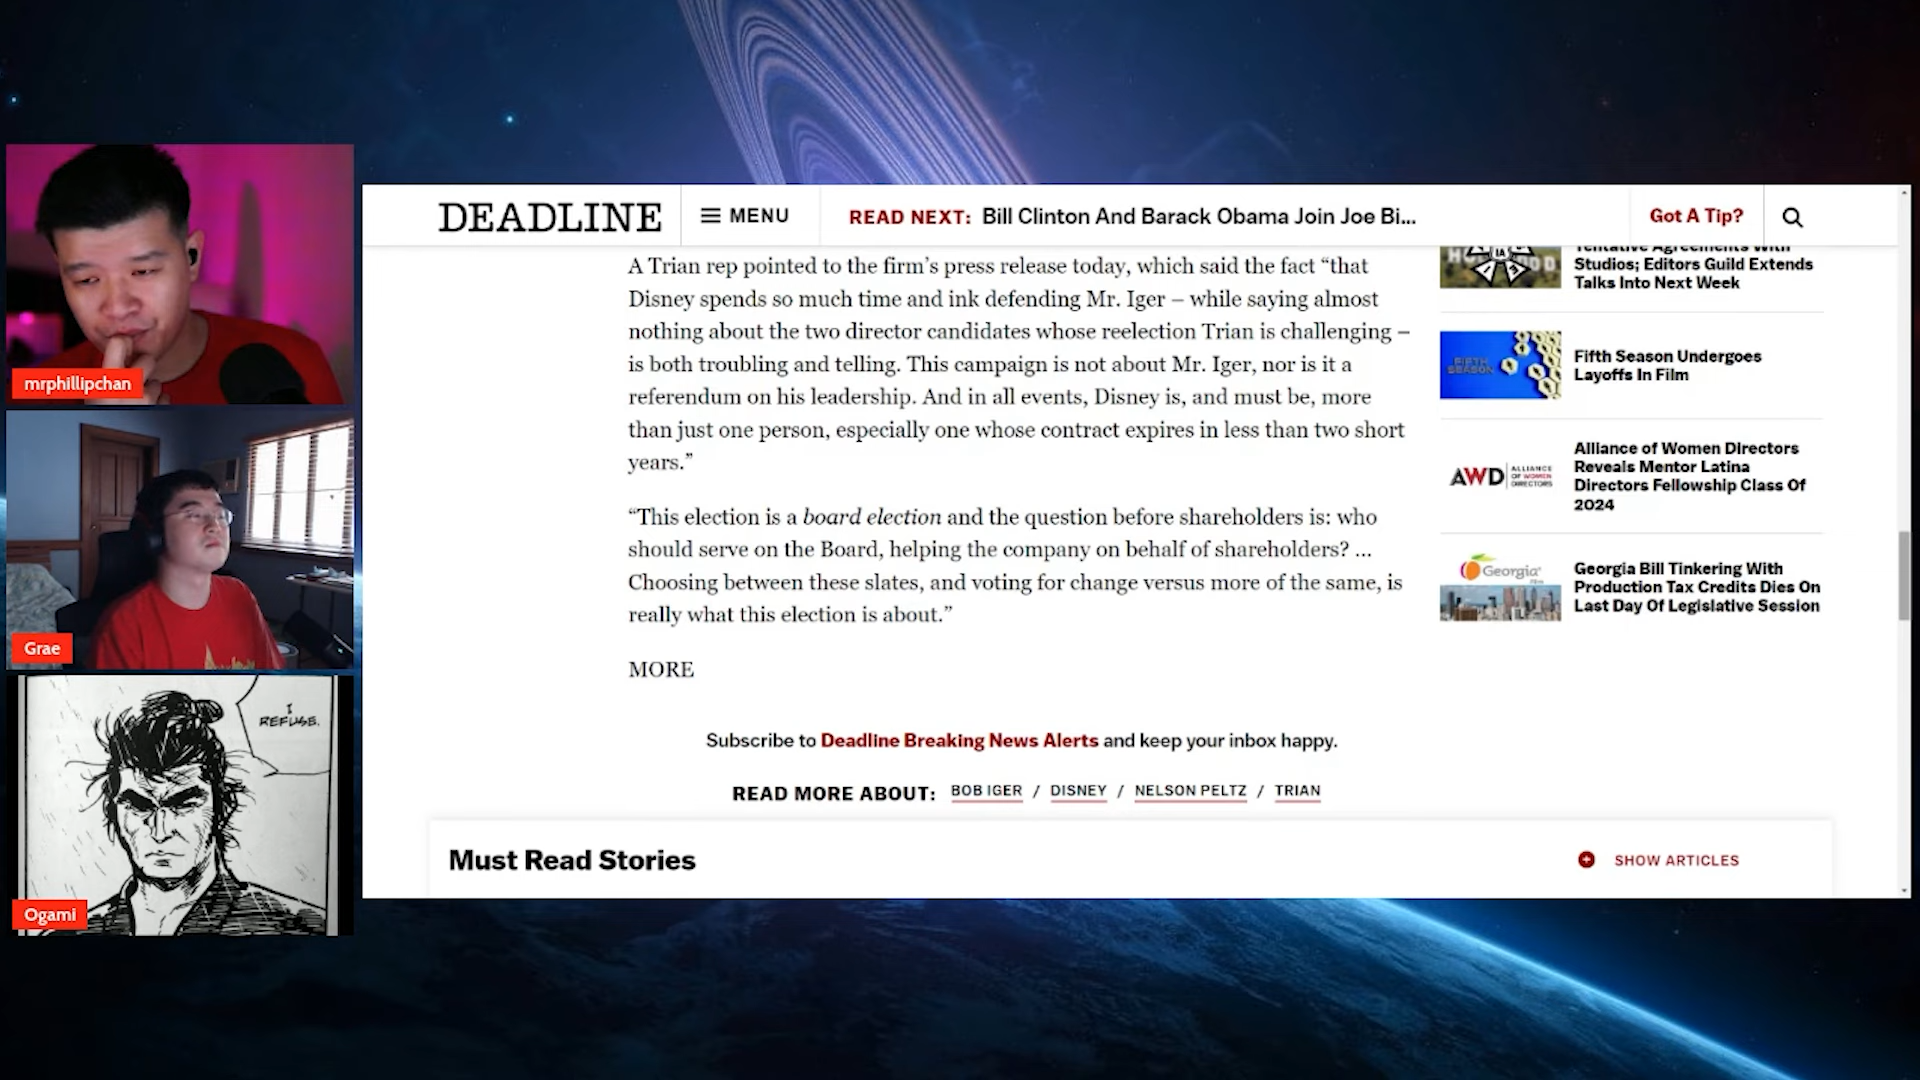 mrphillipchan
Grae
I
REFUSE.
Ogami
DEADLINE
MENU
READ NEXT: Bill Clinton And Barack Obama Join Joe Bi...
Got A Tip?
A Trian rep pointed to the firm’s press release today, which said the fact “that
Disney spends so much time and ink defending Mr. Iger – while saying almost
nothing about the two director candidates whose reelection Trian is challenging –
is both troubling and telling. This campaign is not about Mr. Iger, nor is it a
referendum on his leadership. And in all events, Disney is, and must be, more
than just one person, especially one whose contract expires in less than two short
years.”
“This election is a board election and the question before shareholders is: who
should serve on the Board, helping the company on behalf of shareholders? ...
Choosing between these slates, and voting for change versus more of the same, is
really what this election is about.”
MORE
Subscribe to Deadline Breaking News Alerts and keep your inbox happy.
READ MORE ABOUT: BOB IGER / DISNEY / NELSON PELTZ / TRIAN
Must Read Stories
SHOW ARTICLES
Tentative Agreements With
Studios; Editors Guild Extends
Talks Into Next Week
FIFTH
SEASON
Fifth Season Undergoes
Layoffs In Film
AWD ALLIANCE
OF WOMEN
DIRECTORS
Alliance of Women Directors
Reveals Mentor Latina
Directors Fellowship Class Of
2024
Georgia
Georgia Bill Tinkering With
Production Tax Credits Dies On
Last Day Of Legislative Session